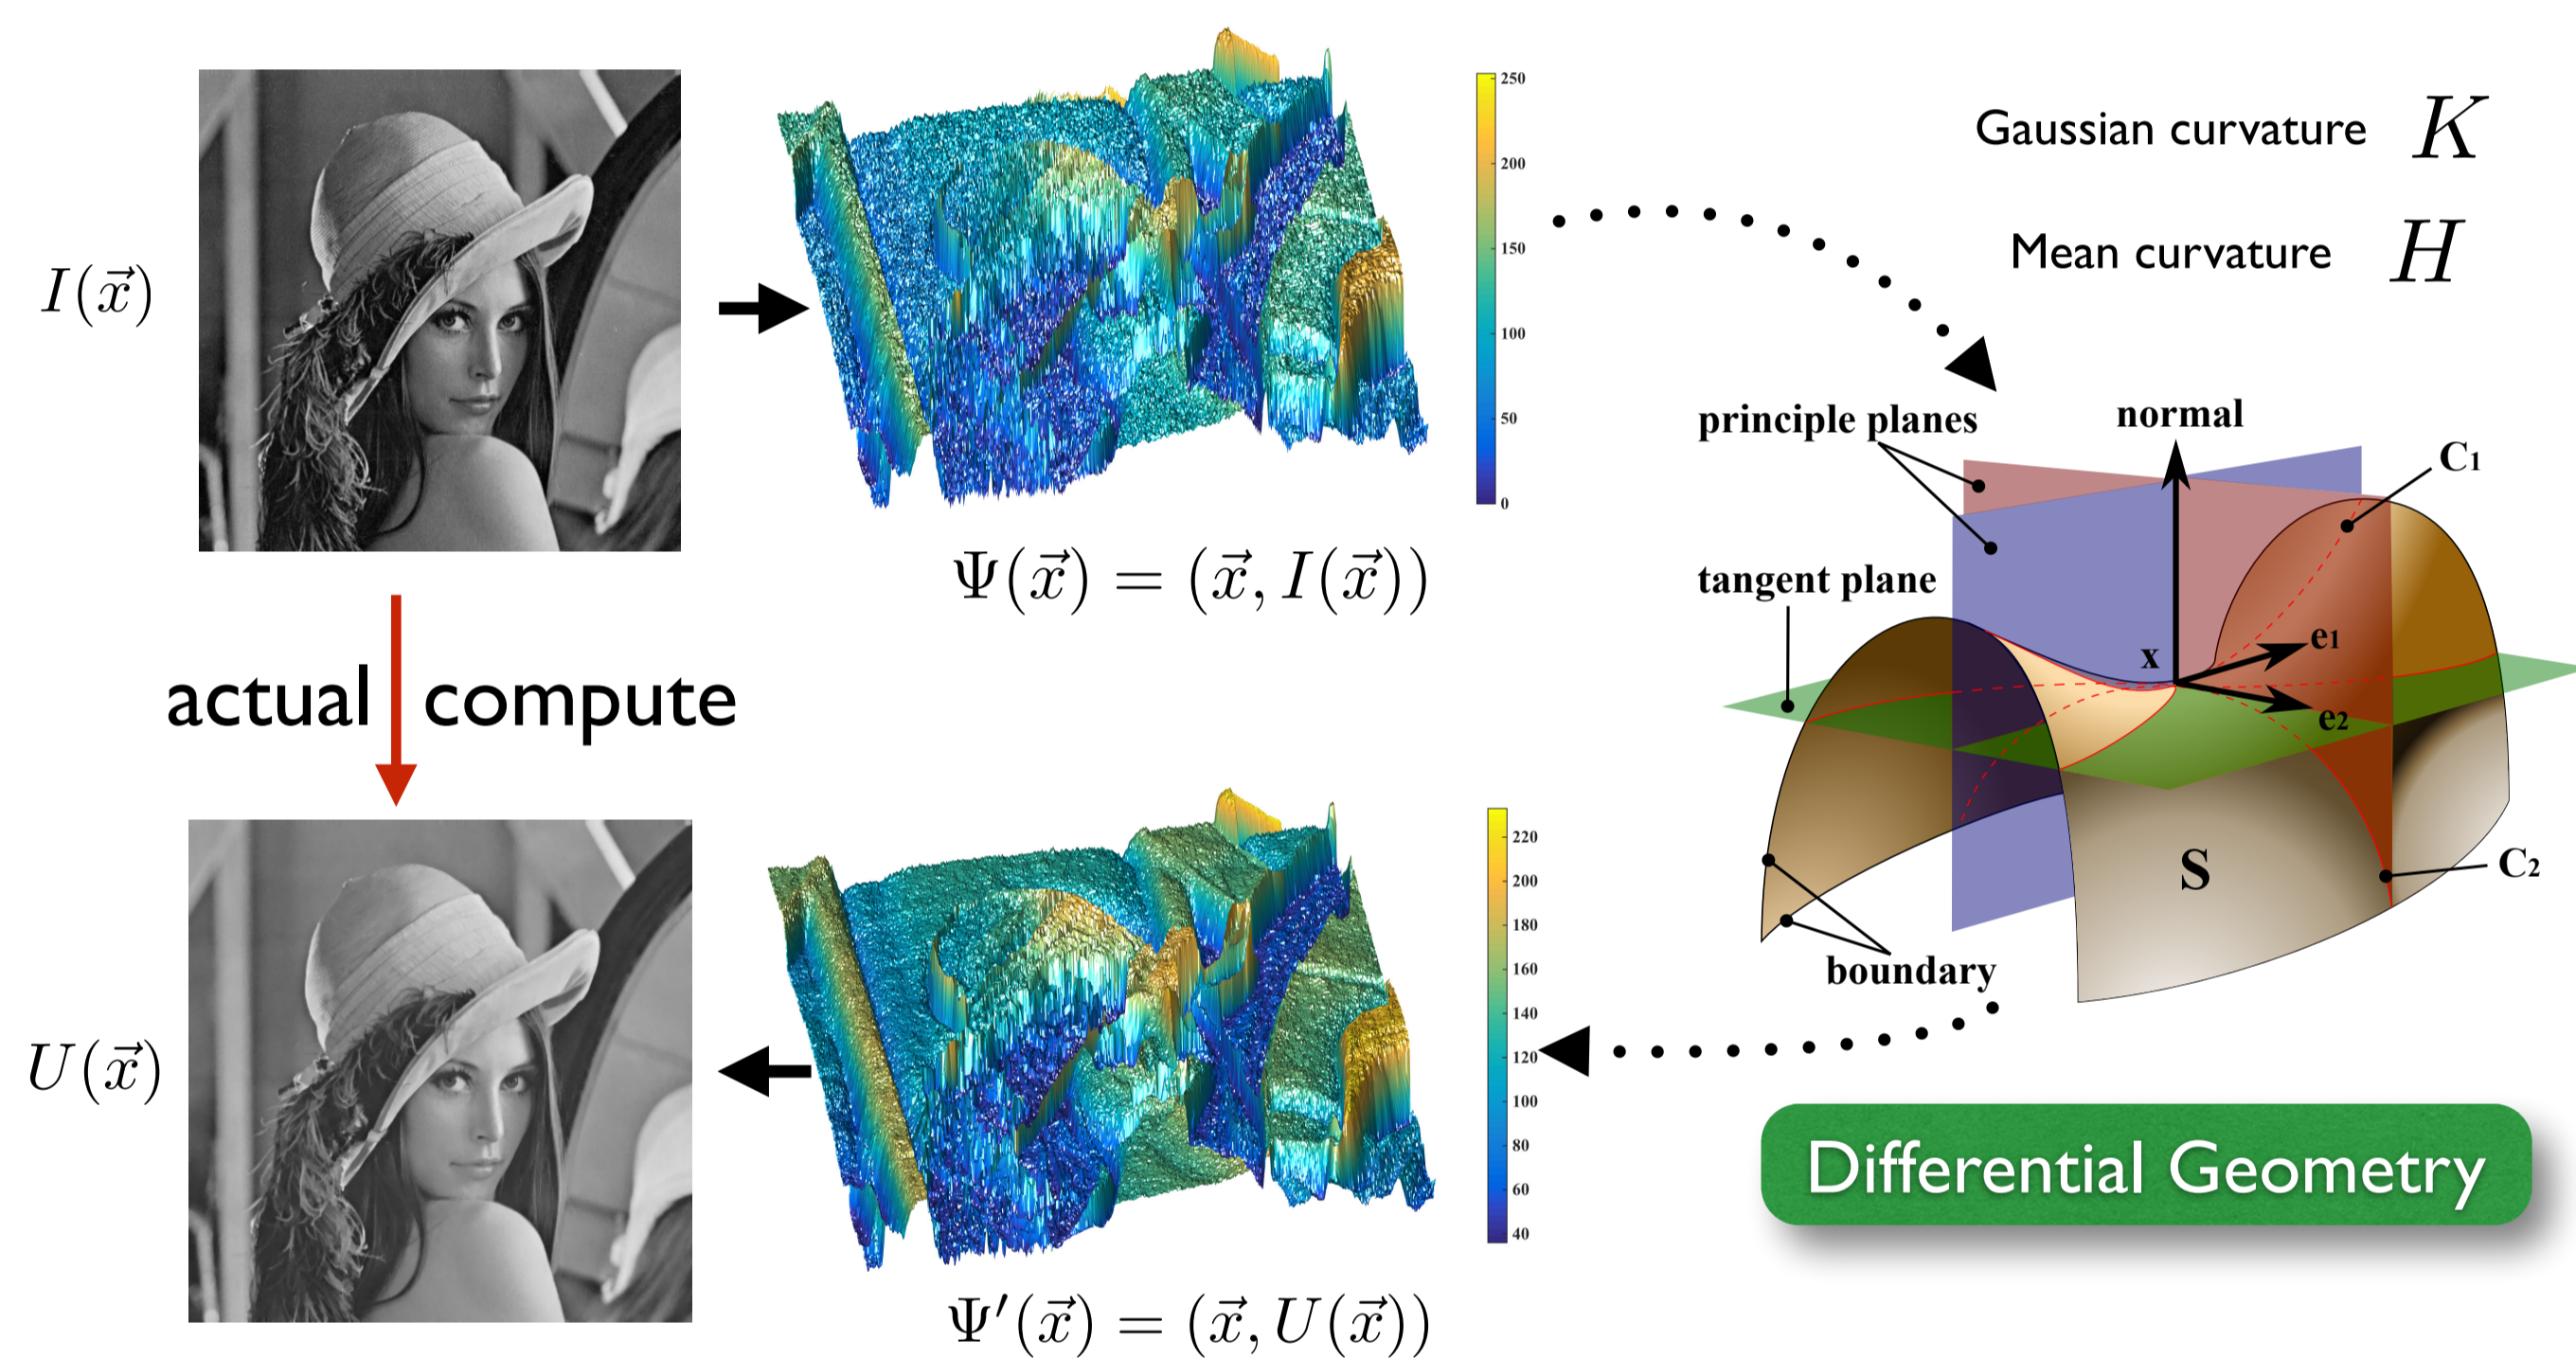 I(x⃗)
250
200
150
100
50
0
Ψ(x⃗) = (x⃗, I(x⃗))
Gaussian curvature K
Mean curvature H
principle planes
normal
C1
tangent plane
x
e1
e2
S
C2
boundary
actual compute
U(x⃗)
220
200
180
160
140
120
100
80
60
40
Ψ′(x⃗) = (x⃗, U(x⃗))
Differential Geometry